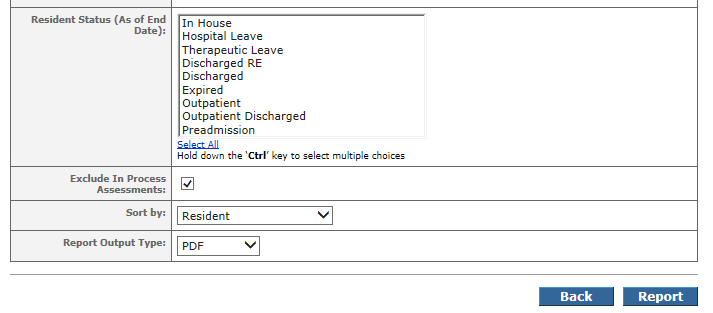 Resident Status (As of End
Date):
In House
Hospital Leave
Therapeutic Leave
Discharged RE
Discharged
Expired
Outpatient
Outpatient Discharged
Preadmission
Select All
Hold down the 'Ctrl' key to select multiple choices
Exclude In Process
Assessments:
Sort by:
Resident
Report Output Type:
PDF
Back
Report